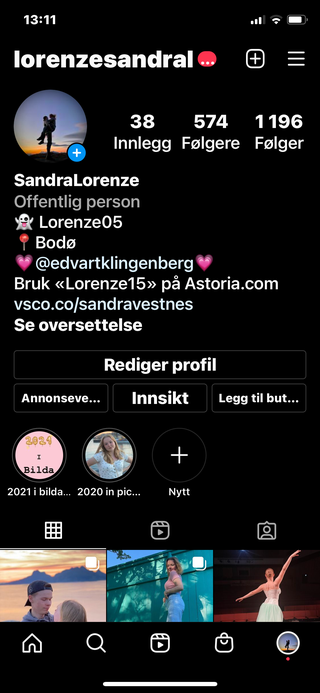 13:11
lorenzesandral
38 574 1 196
Innlegg Følgere Følger
SandraLorenze
Offentlig person
👻 Lorenze05
📍Bodø
💗@edvartklingenberg💗
Bruk «Lorenze15» på Astoria.com
vsco.co/sandravestnes
Se oversettelse
Rediger profil
Annonseve... Innsikt Legg til but...
2021
I
Bilda
2021 i bilda... 2020 in pic... Nytt